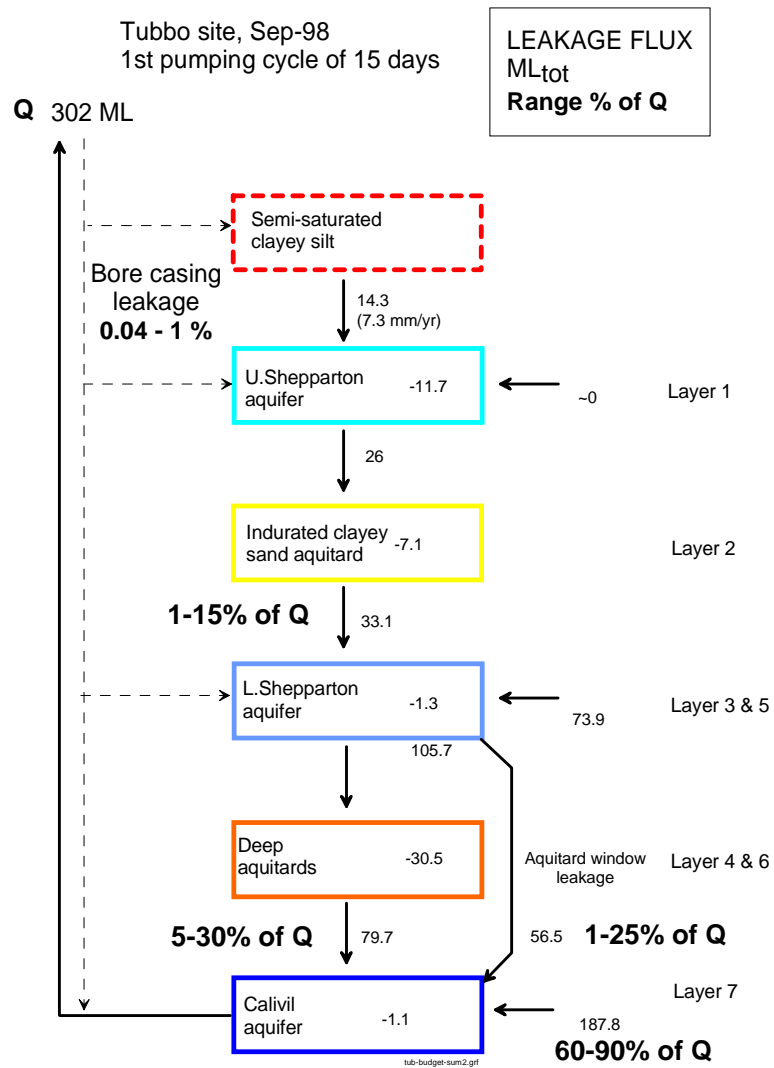 Tubbo site, Sep-98
1st pumping cycle of 15 days
LEAKAGE FLUX
MLtot
Range % of Q
Q 302 ML
Semi-saturated
clayey silt
Bore casing
leakage
0.04 - 1 %
14.3
(7.3 mm/yr)
U.Shepparton
aquifer
-11.7
~0
Layer 1
26
Indurated clayey
sand aquitard
-7.1
Layer 2
1-15% of Q
33.1
L.Shepparton
aquifer
-1.3
73.9
Layer 3 & 5
105.7
Deep
aquitards
-30.5
Aquitard window
leakage
Layer 4 & 6
5-30% of Q
79.7
56.5
1-25% of Q
Calivil
aquifer
-1.1
Layer 7
187.8
60-90% of Q
tub-budget-sum2.grf